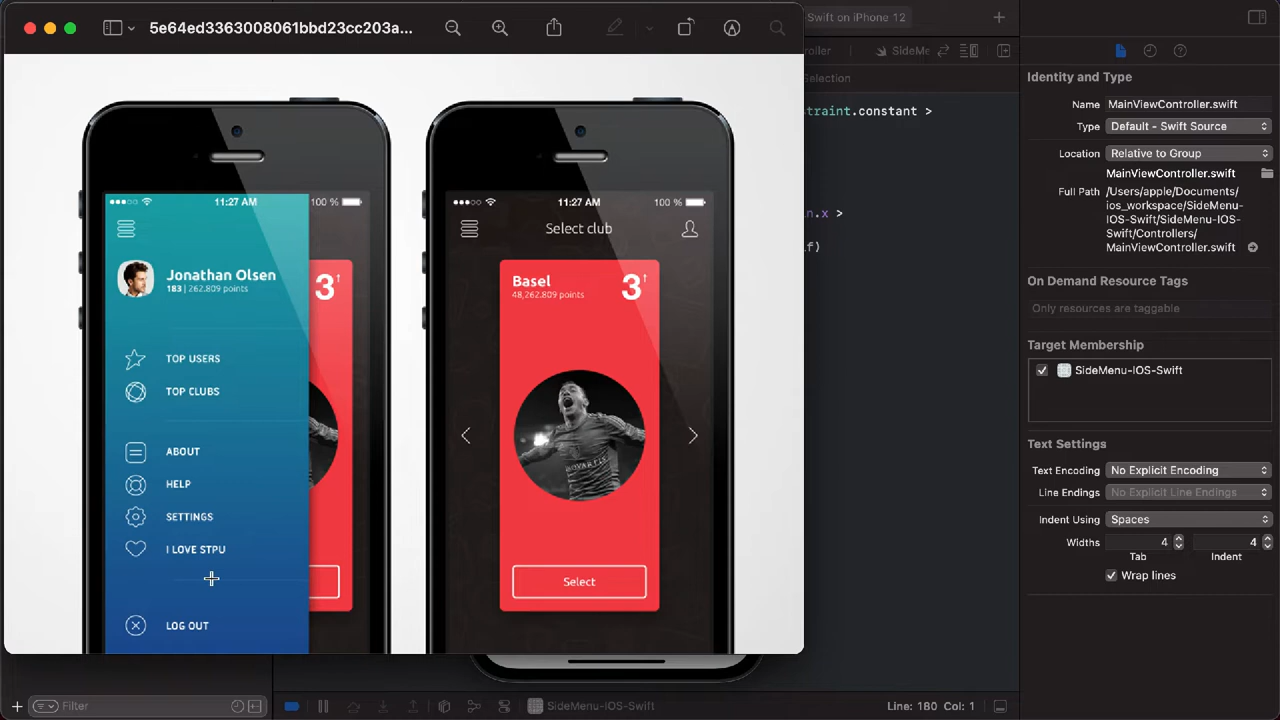 5e64ed3363008061bbd23cc203a...
11:27 AM
100 %
Jonathan Olsen
183 | 262.809 points
3
TOP USERS
TOP CLUBS
ABOUT
HELP
SETTINGS
I LOVE STPU
LOG OUT
11:27 AM
100 %
Select club
Basel
48,262.809 points
3
Select
Swift on iPhone 12
SideMe
Selection
traint.constant >
n.x >
f)
Identity and Type
Name MainViewController.swift
Type Default - Swift Source
Location Relative to Group
MainViewController.swift
Full Path /Users/apple/Documents/
ios_workspace/SideMenu-
IOS-Swift/SideMenu-IOS-
Swift/Controllers/
MainViewController.swift
On Demand Resource Tags
Only resources are taggable
Target Membership
SideMenu-IOS-Swift
Text Settings
Text Encoding No Explicit Encoding
Line Endings No Explicit Line Endings
Indent Using Spaces
Widths 4 4
Tab Indent
Wrap lines
Filter
SideMenu-IOS-Swift
Line: 180 Col: 1